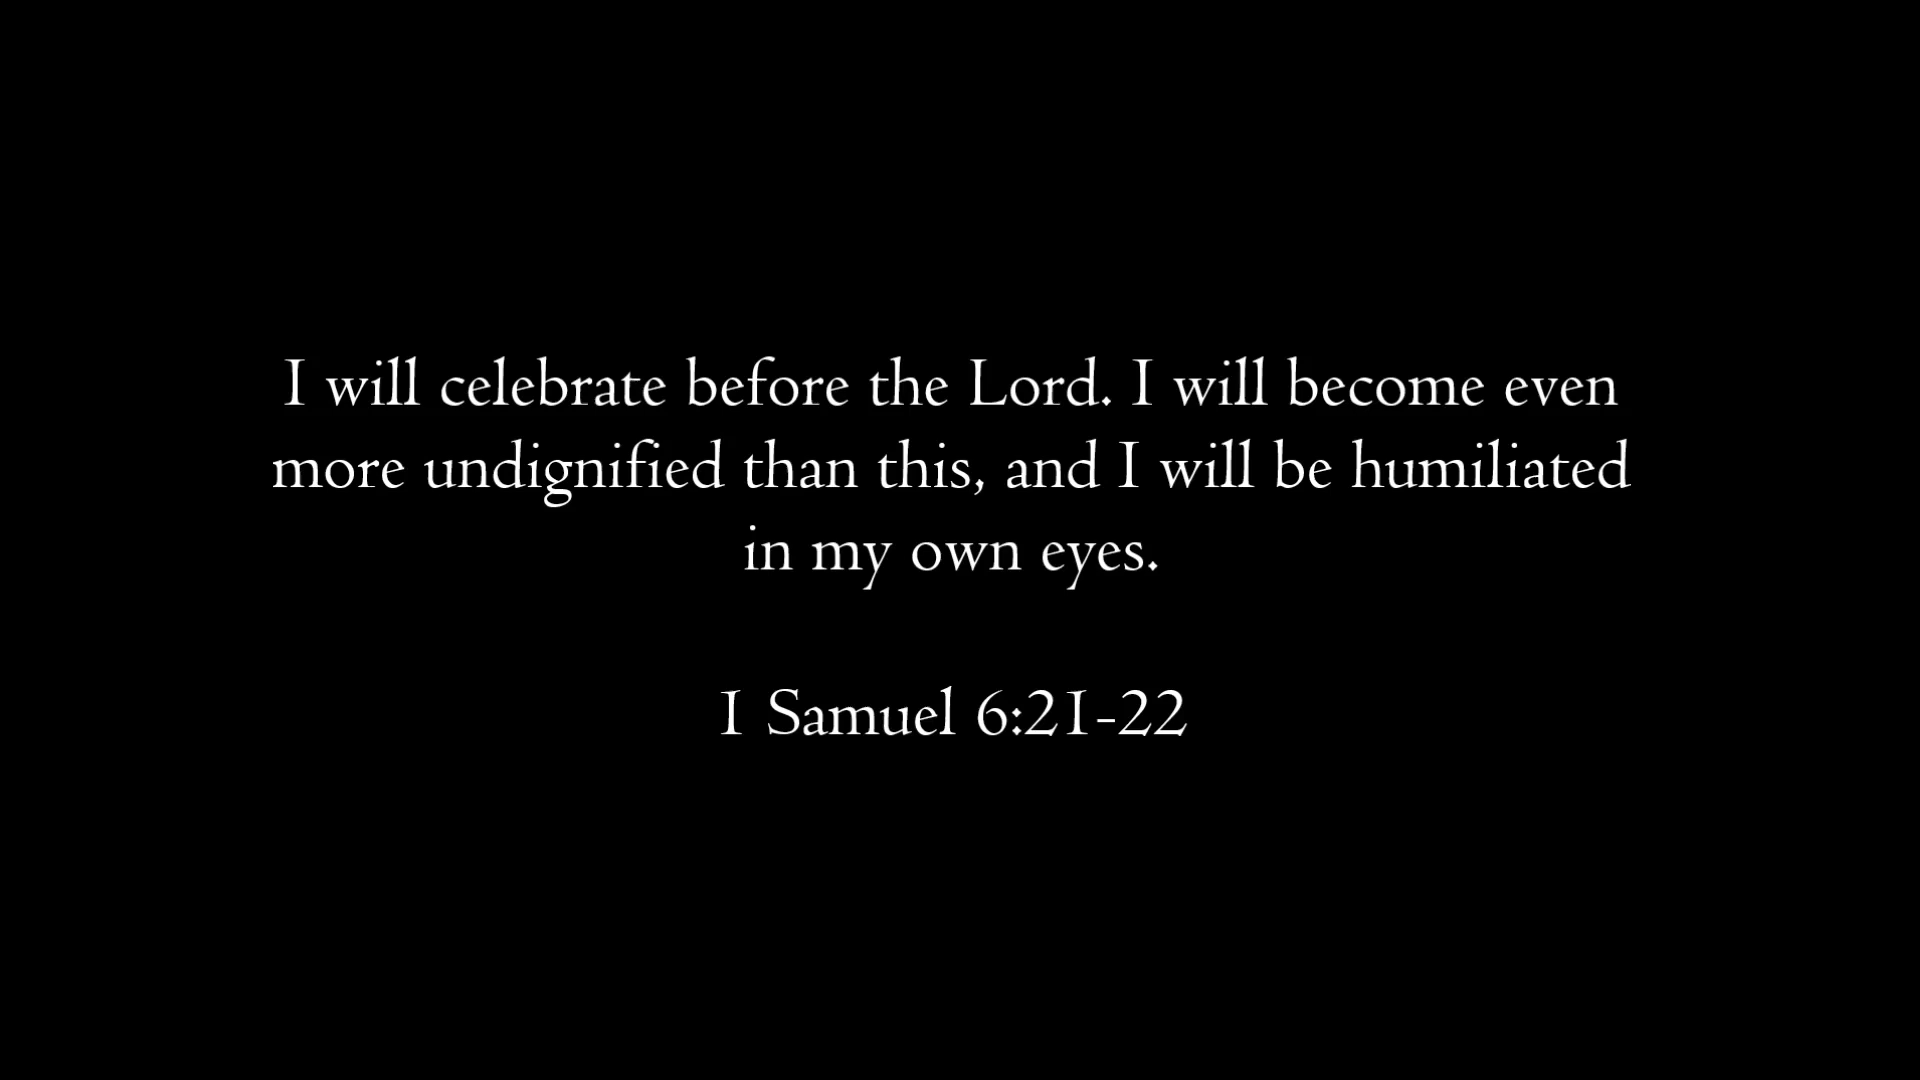 I will celebrate before the Lord. I will become even
more undignified than this, and I will be humiliated
in my own eyes.
1 Samuel 6:21-22